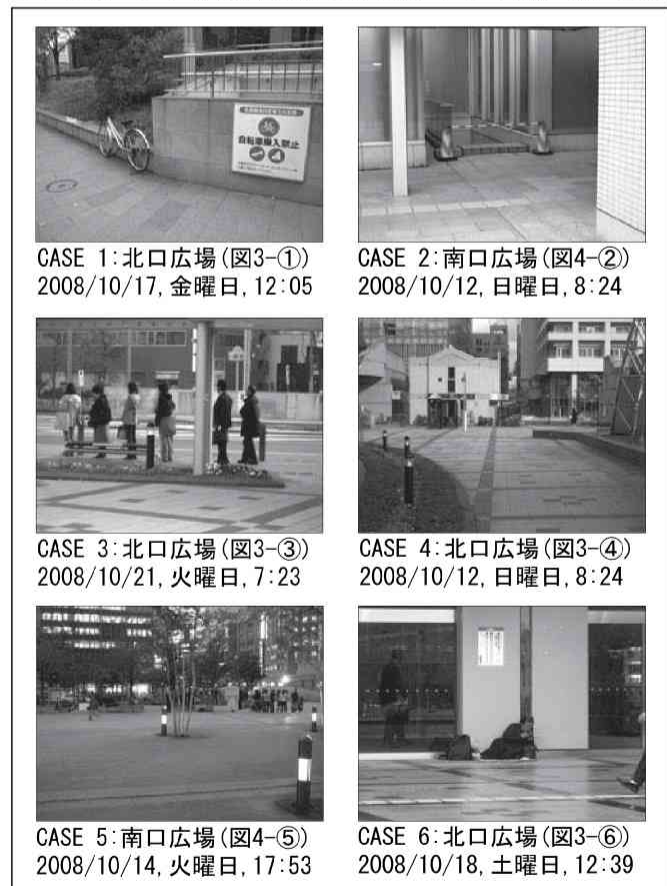 自転車搬入禁止
CASE 1:北口広場(図3-①)
2008/10/17,金曜日,12:05
CASE 2:南口広場(図4-②)
2008/10/12,日曜日,8:24
CASE 3:北口広場(図3-③)
2008/10/21,火曜日,7:23
CASE 4:北口広場(図3-④)
2008/10/12,日曜日,8:24
CASE 5:南口広場(図4-⑤)
2008/10/14,火曜日,17:53
CASE 6:北口広場(図3-⑥)
2008/10/18,土曜日,12:39